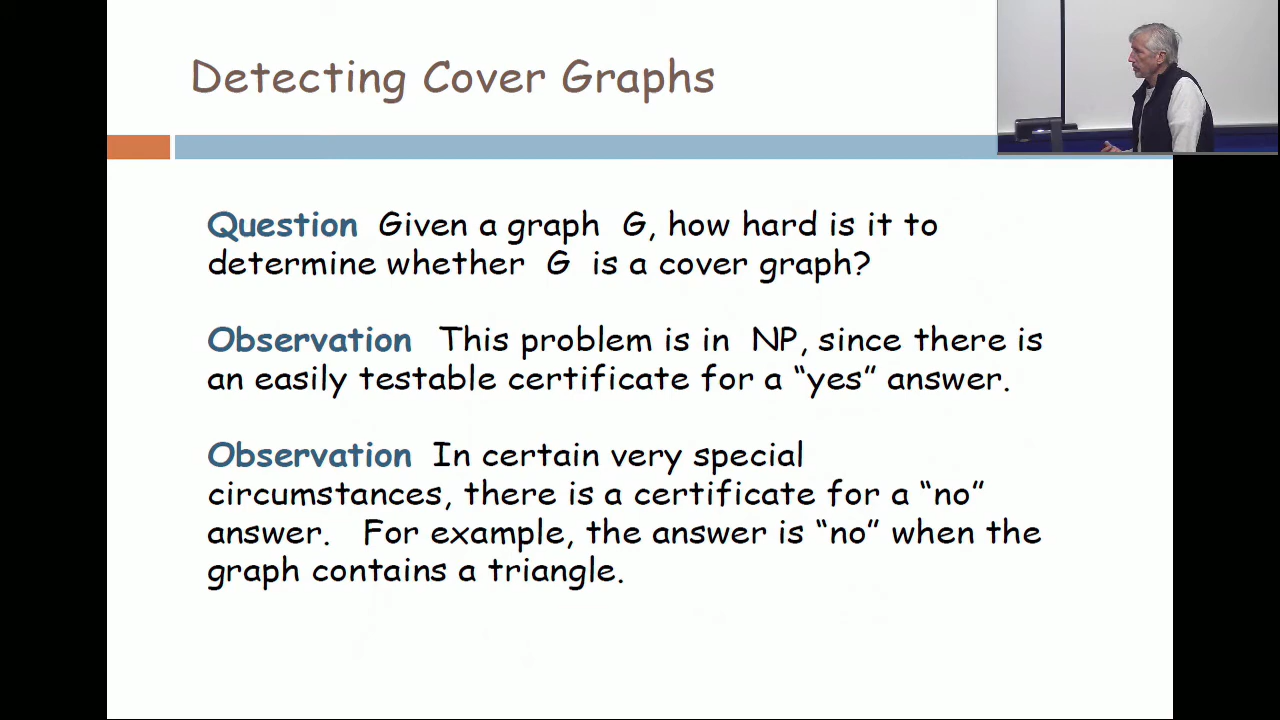 Detecting Cover Graphs
Question Given a graph G, how hard is it to
determine whether G is a cover graph?
Observation This problem is in NP, since there is
an easily testable certificate for a “yes” answer.
Observation In certain very special
circumstances, there is a certificate for a “no”
answer. For example, the answer is “no” when the
graph contains a triangle.